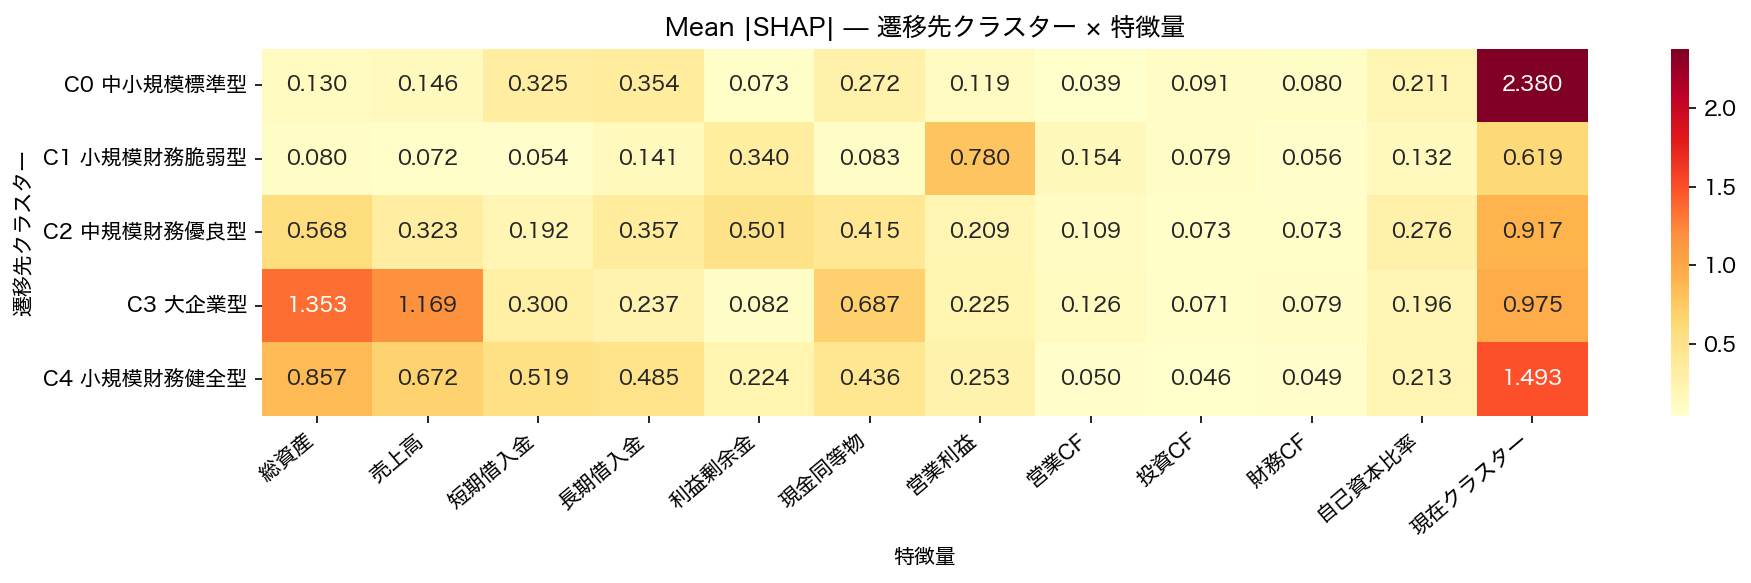 Mean |SHAP| — 遷移先クラスター × 特徴量
遷移先クラスター
C0 中小規模標準型 0.130 0.146 0.325 0.354 0.073 0.272 0.119 0.039 0.091 0.080 0.211 2.380
C1 小規模財務脆弱型 0.080 0.072 0.054 0.141 0.340 0.083 0.780 0.154 0.079 0.056 0.132 0.619
C2 中規模財務優良型 0.568 0.323 0.192 0.357 0.501 0.415 0.209 0.109 0.073 0.073 0.276 0.917
C3 大企業型 1.353 1.169 0.300 0.237 0.082 0.687 0.225 0.126 0.071 0.079 0.196 0.975
C4 小規模財務健全型 0.857 0.672 0.519 0.485 0.224 0.436 0.253 0.050 0.046 0.049 0.213 1.493
総資産 売上高 短期借入金 長期借入金 利益剰余金 現金同等物 営業利益 営業CF 投資CF 財務CF 自己資本比率 現在クラスター
特徴量
2.0
1.5
1.0
0.5